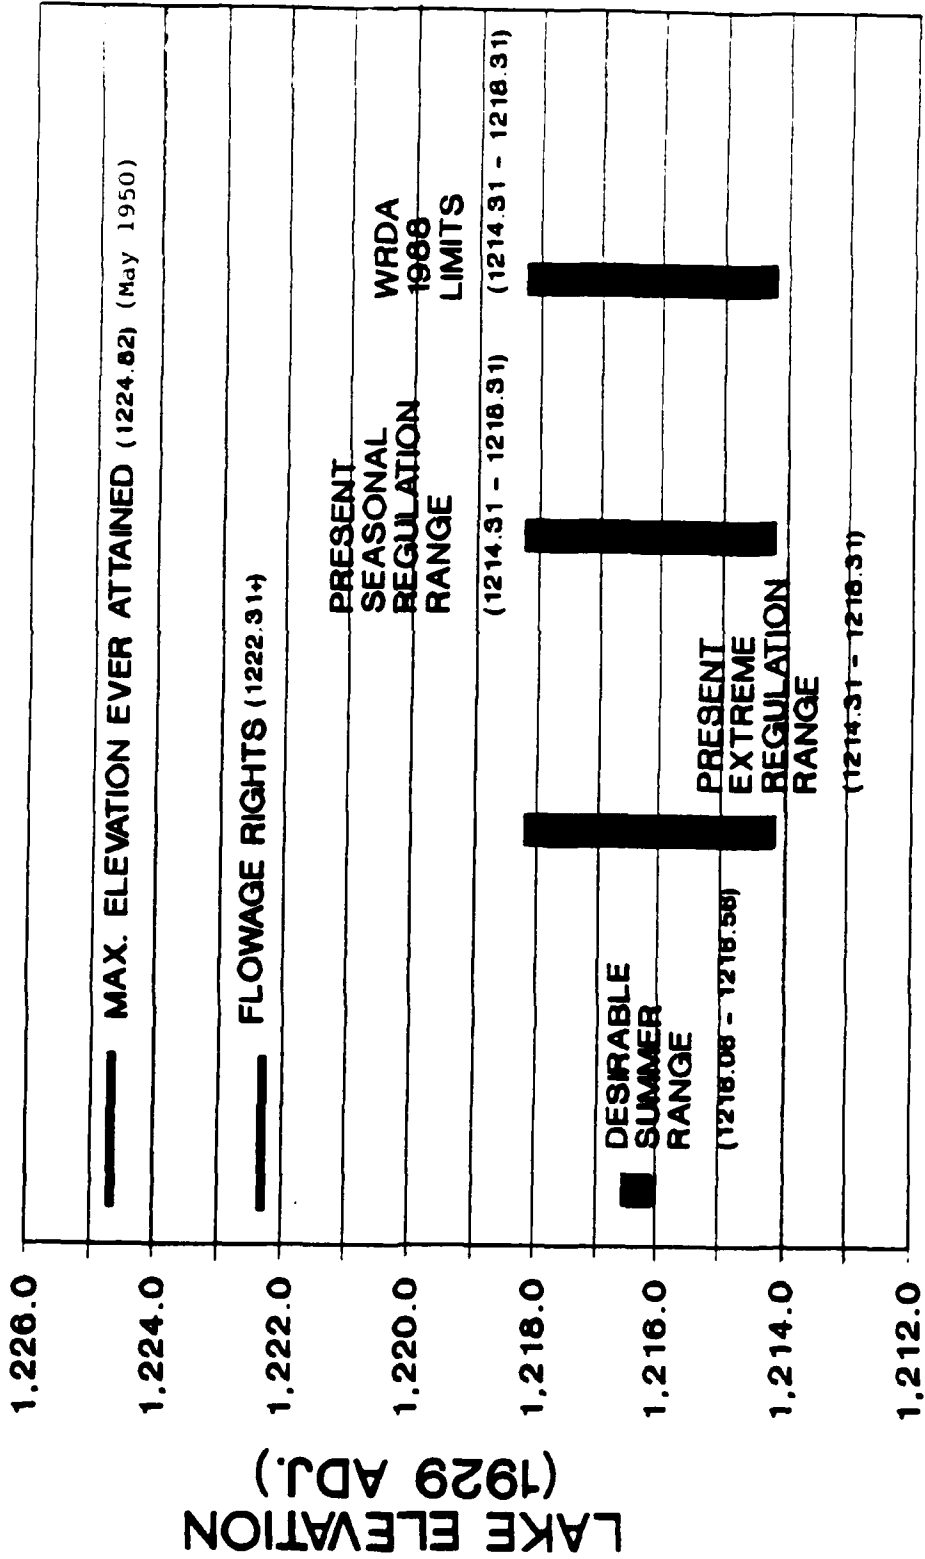 LAKE ELEVATION
(1929 ADJ.)
1,226.0
1,224.0
1,222.0
1,220.0
1,218.0
1,216.0
1,214.0
1,212.0
MAX. ELEVATION EVER ATTAINED (1224.82) (May 1950)
FLOWAGE RIGHTS (1222.31+)
DESIRABLE
SUMMER
RANGE
(1216.06 - 1216.56)
PRESENT
EXTREME
REGULATION
RANGE
(1214.31 - 1218.31)
PRESENT
SEASONAL
REGULATION
RANGE
(1214.31 - 1218.31)
WRDA
1988
LIMITS
(1214.31 - 1218.31)